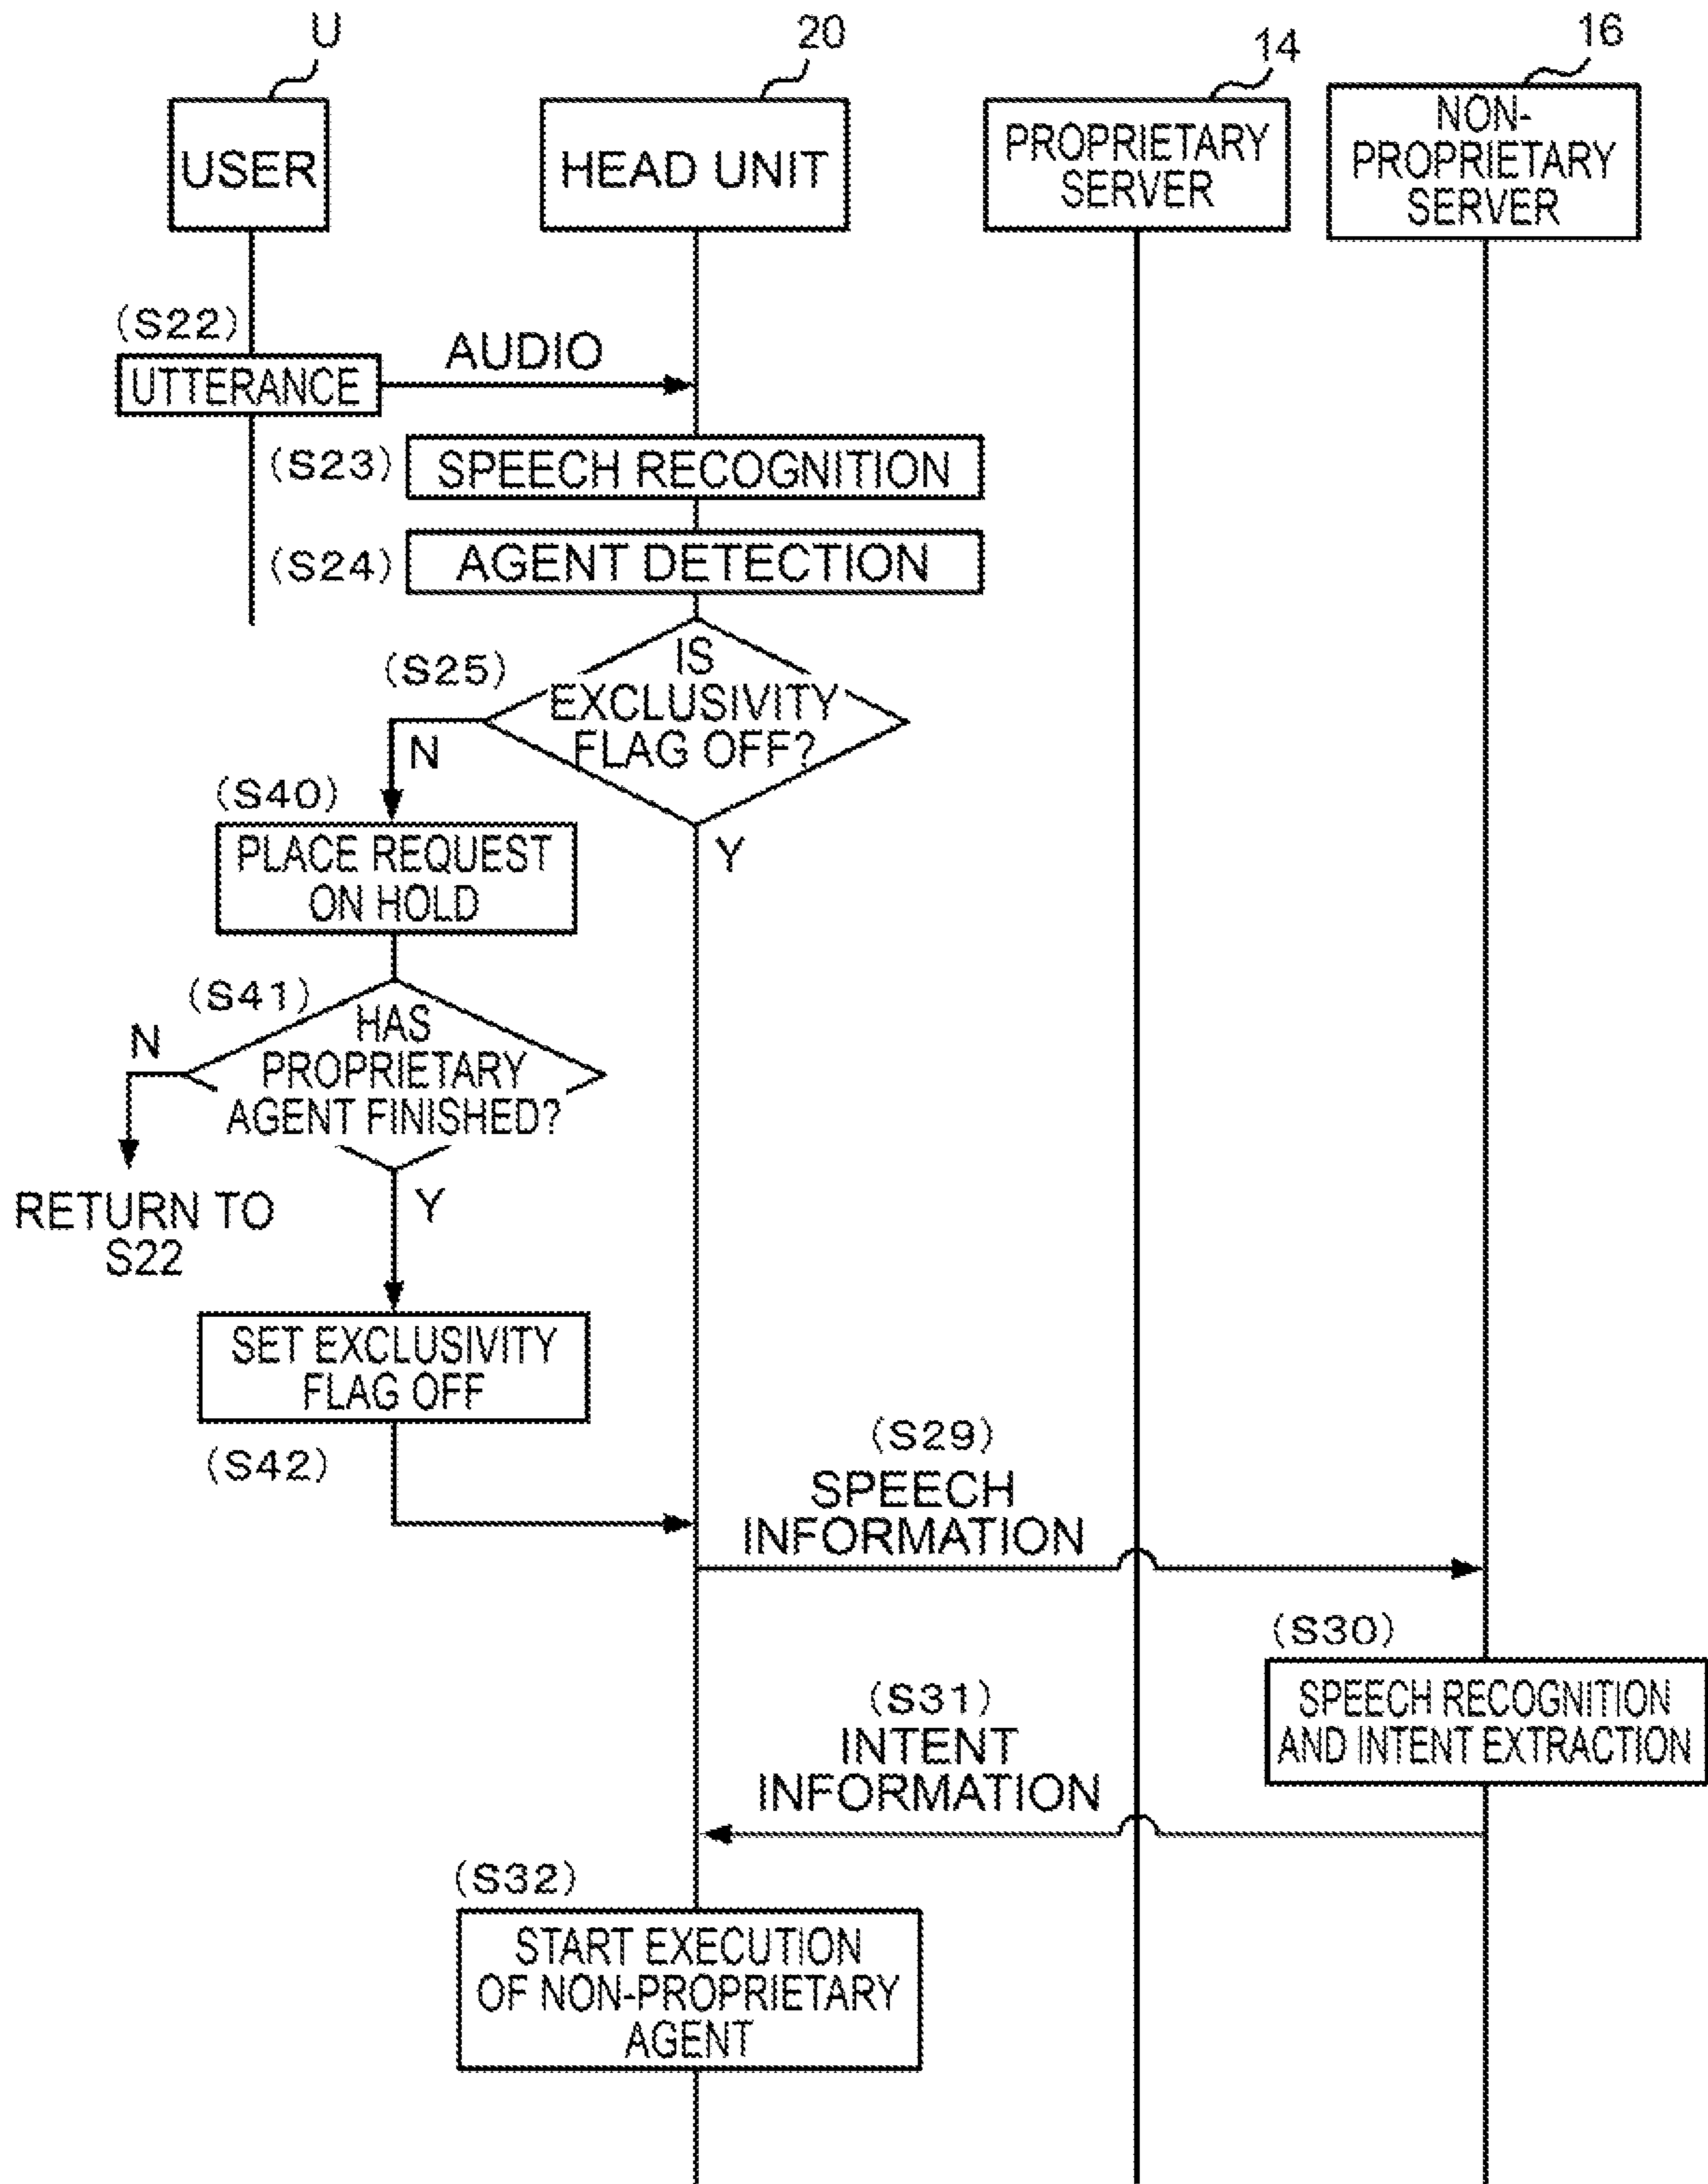 U
20
14
16
USER
HEAD UNIT
PROPRIETARY
SERVER
NON-
PROPRIETARY
SERVER
(S22)
UTTERANCE
AUDIO
(S23)
SPEECH RECOGNITION
(S24)
AGENT DETECTION
(S25)
IS
EXCLUSIVITY
FLAG OFF?
N
Y
(S40)
PLACE REQUEST
ON HOLD
(S41)
HAS
PROPRIETARY
AGENT FINISHED?
N
RETURN TO
S22
Y
SET EXCLUSIVITY
FLAG OFF
(S42)
(S29)
SPEECH
INFORMATION
(S30)
SPEECH RECOGNITION
AND INTENT EXTRACTION
(S31)
INTENT
INFORMATION
(S32)
START EXECUTION
OF NON-PROPRIETARY
AGENT